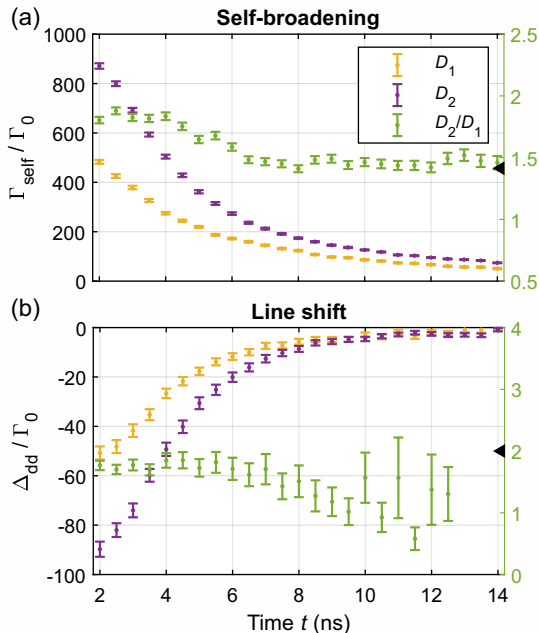 (a)
Self-broadening
Γself / Γ0
1000
800
600
400
200
0
2.5
2
1.5
1
0.5
D1
D2
D2/D1
(b)
Line shift
Δdd / Γ0
0
-20
-40
-60
-80
-100
4
3
2
1
0
2 4 6 8 10 12 14
Time t (ns)